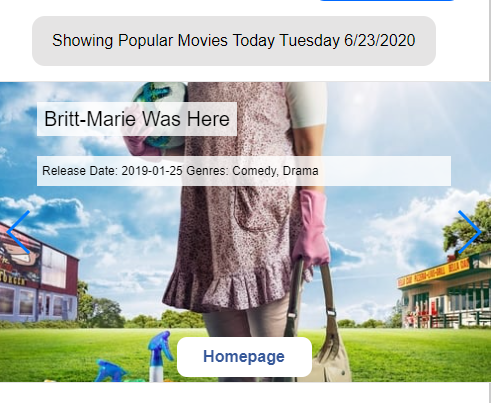 Showing Popular Movies Today Tuesday 6/23/2020
Britt-Marie Was Here
Release Date: 2019-01-25 Genres: Comedy, Drama
Homepage